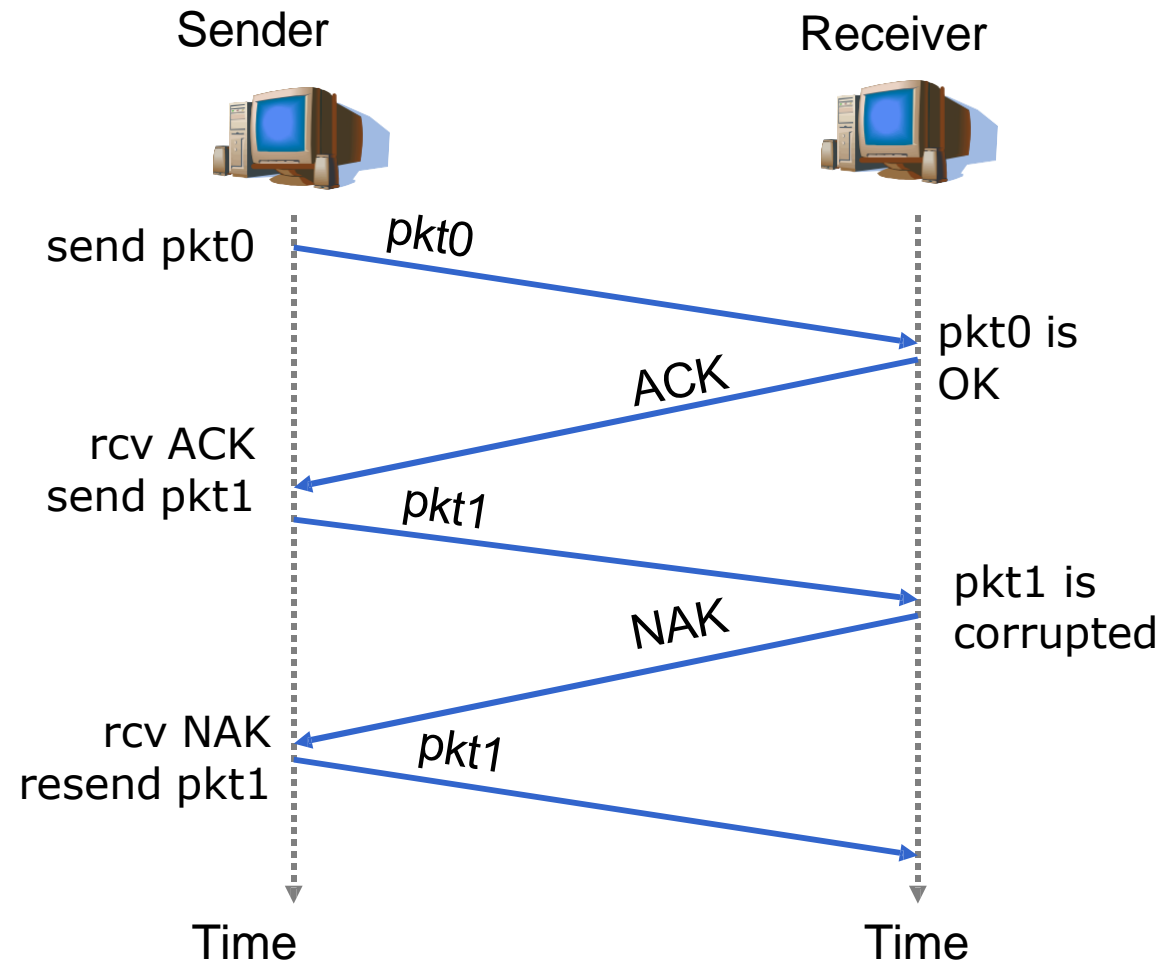 Sender
Receiver
send pkt0
pkt0
pkt0 is
OK
ACK
rcv ACK
send pkt1
pkt1
pkt1 is
corrupted
NAK
rcv NAK
resend pkt1
pkt1
Time
Time